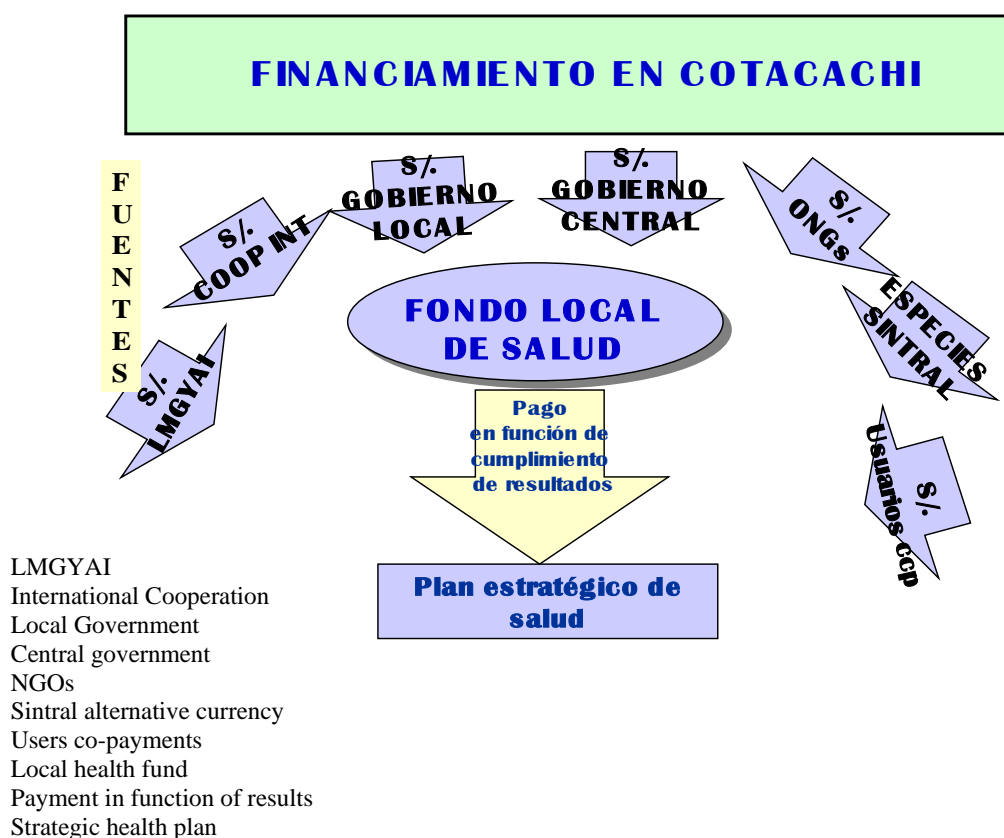 FINANCIAMIENTO EN COTACACHI
FUENTES
S/.
LMGYAI
S/.
COOP INT
S/.
GOBIERNO
LOCAL
S/.
GOBIERNO
CENTRAL
S/.
ONGs
ESPECIES
SINTRAL
S/.
Usuarios ccp
FONDO LOCAL
DE SALUD
Pago
en función de
cumplimiento
de resultados
Plan estratégico de
salud
LMGYAI
International Cooperation
Local Government
Central government
NGOs
Sintral alternative currency
Users co-payments
Local health fund
Payment in function of results
Strategic health plan